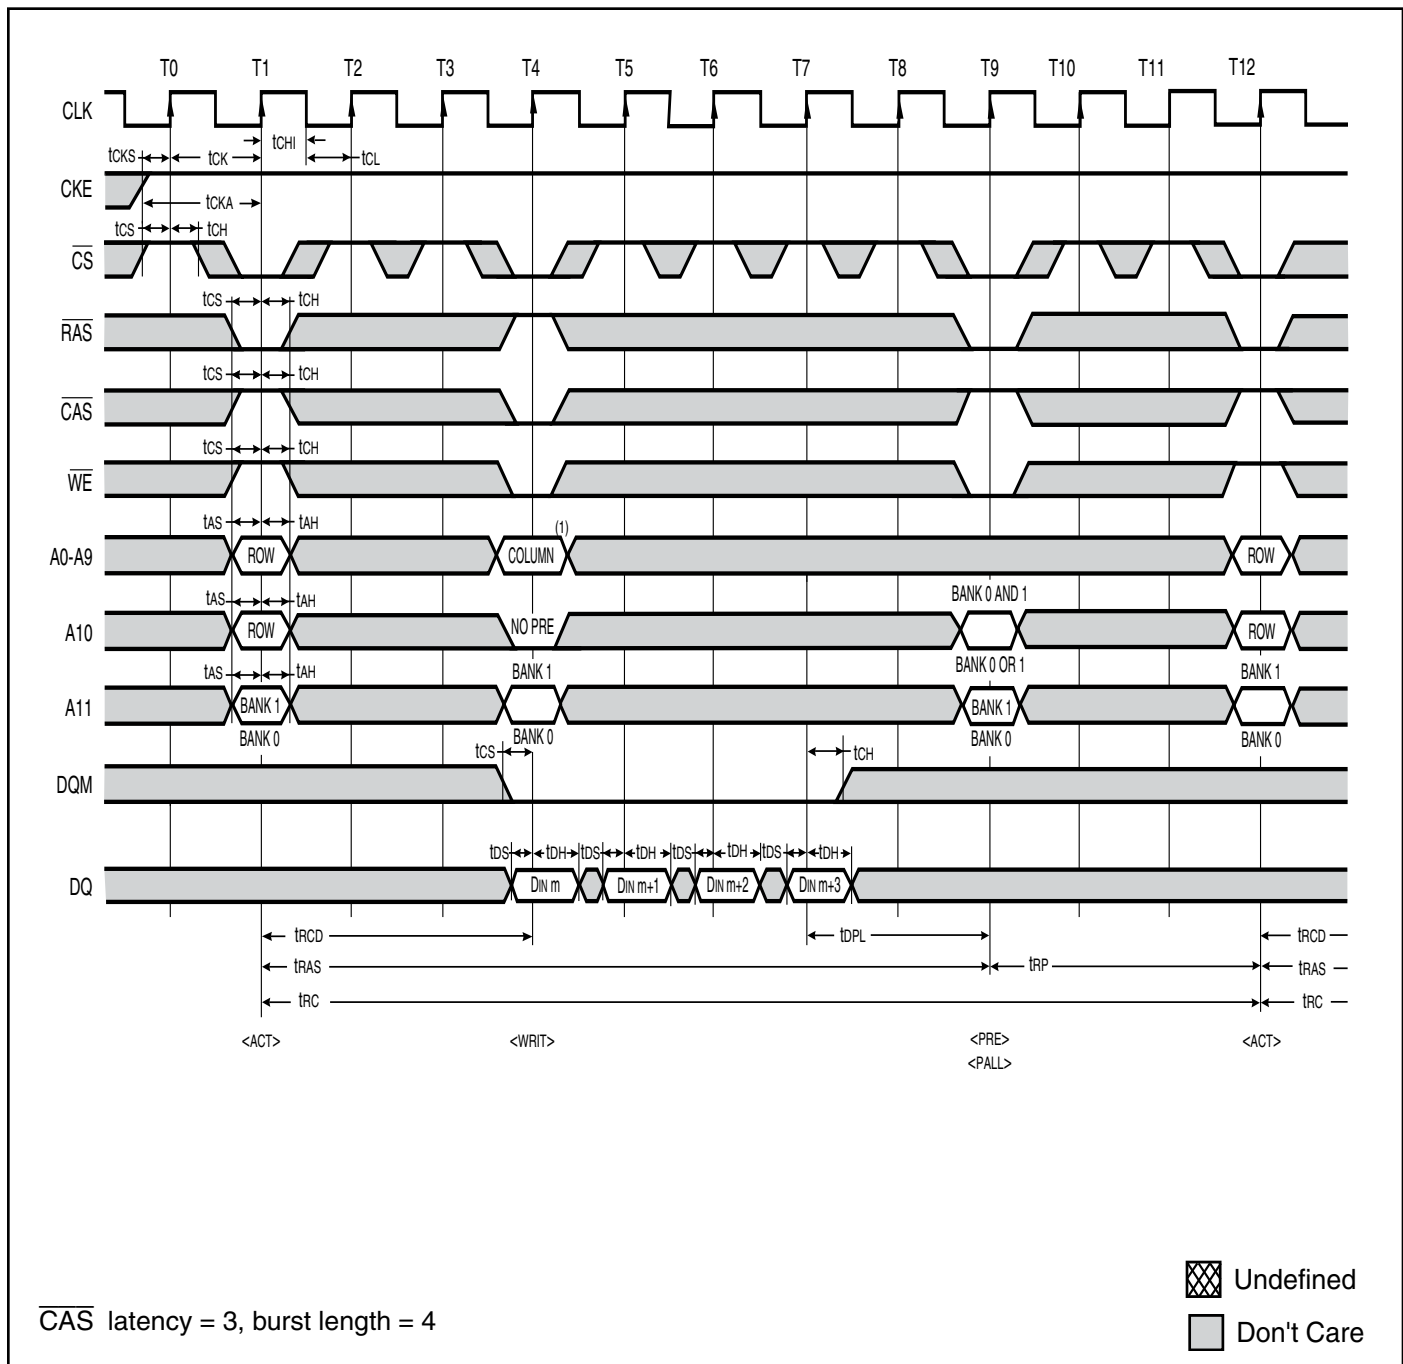 T0 T1 T2 T3 T4 T5 T6 T7 T8 T9 T10 T11 T12
CLK
tCHI
tCKS tCK tCL
CKE
tCKA
tCS tCH
CS
tCS tCH
RAS
tCS tCH
CAS
tCS tCH
WE
tAS tAH (1)
A0-A9 ROW COLUMN ROW
tAS tAH BANK 0 AND 1
A10 ROW NO PRE ROW
tAS tAH BANK 1 BANK 0 OR 1 BANK 1
A11 BANK 1 BANK 1
BANK 0 BANK 0 BANK 0 BANK 0
tCS tCH
DQM
tDS tDH tDS tDH tDS tDH tDS tDH
DQ DIN m DIN m+1 DIN m+2 DIN m+3
tRCD tDPL tRCD
tRAS tRP tRAS
tRC tRC
<ACT> <WRIT> <PRE> <ACT>
<PALL>
Undefined
CAS latency = 3, burst length = 4
Don't Care